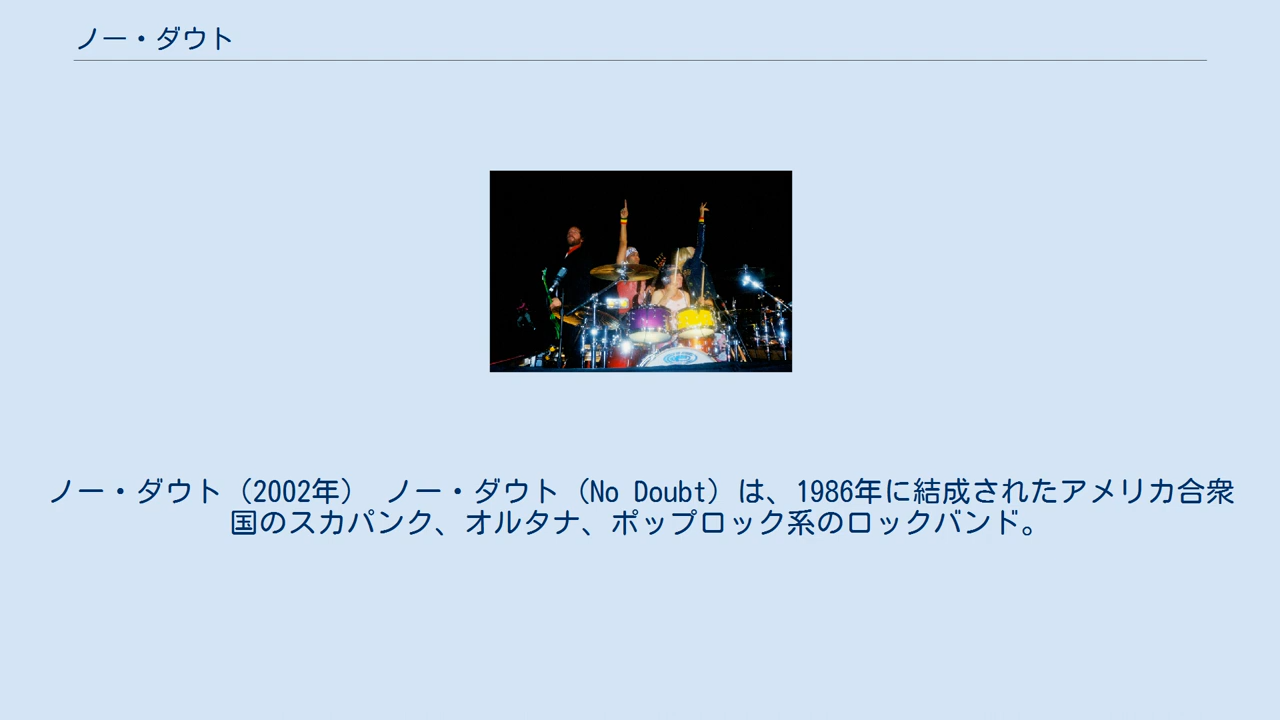 ノー・ダウト
ノー・ダウト（2002年） ノー・ダウト（No Doubt）は、1986年に結成されたアメリカ合衆
国のスカパンク、オルタナ、ポップロック系のロックバンド。